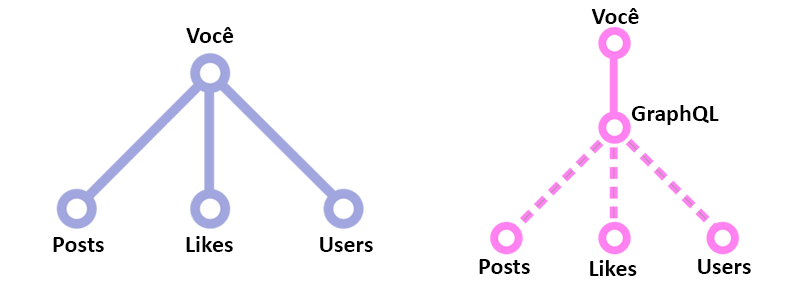 Você
Posts
Likes
Users
Você
GraphQL
Posts
Likes
Users